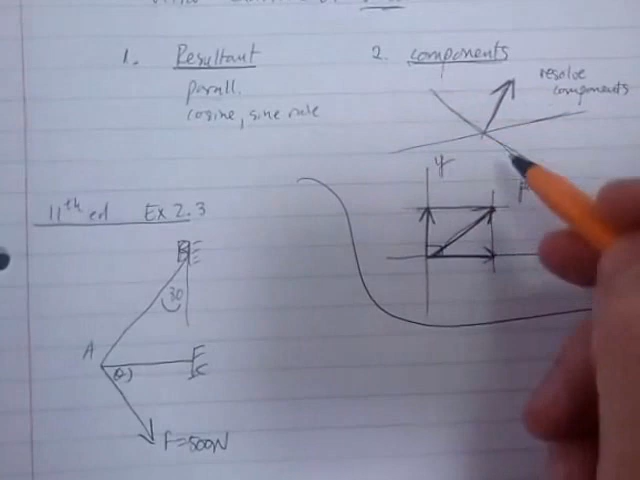 1. Resultant
parall.
cosine, sine rule
2. components
resolve
components
y
F
11th ed Ex 2.3
B
30
A
θ
C
F=500N